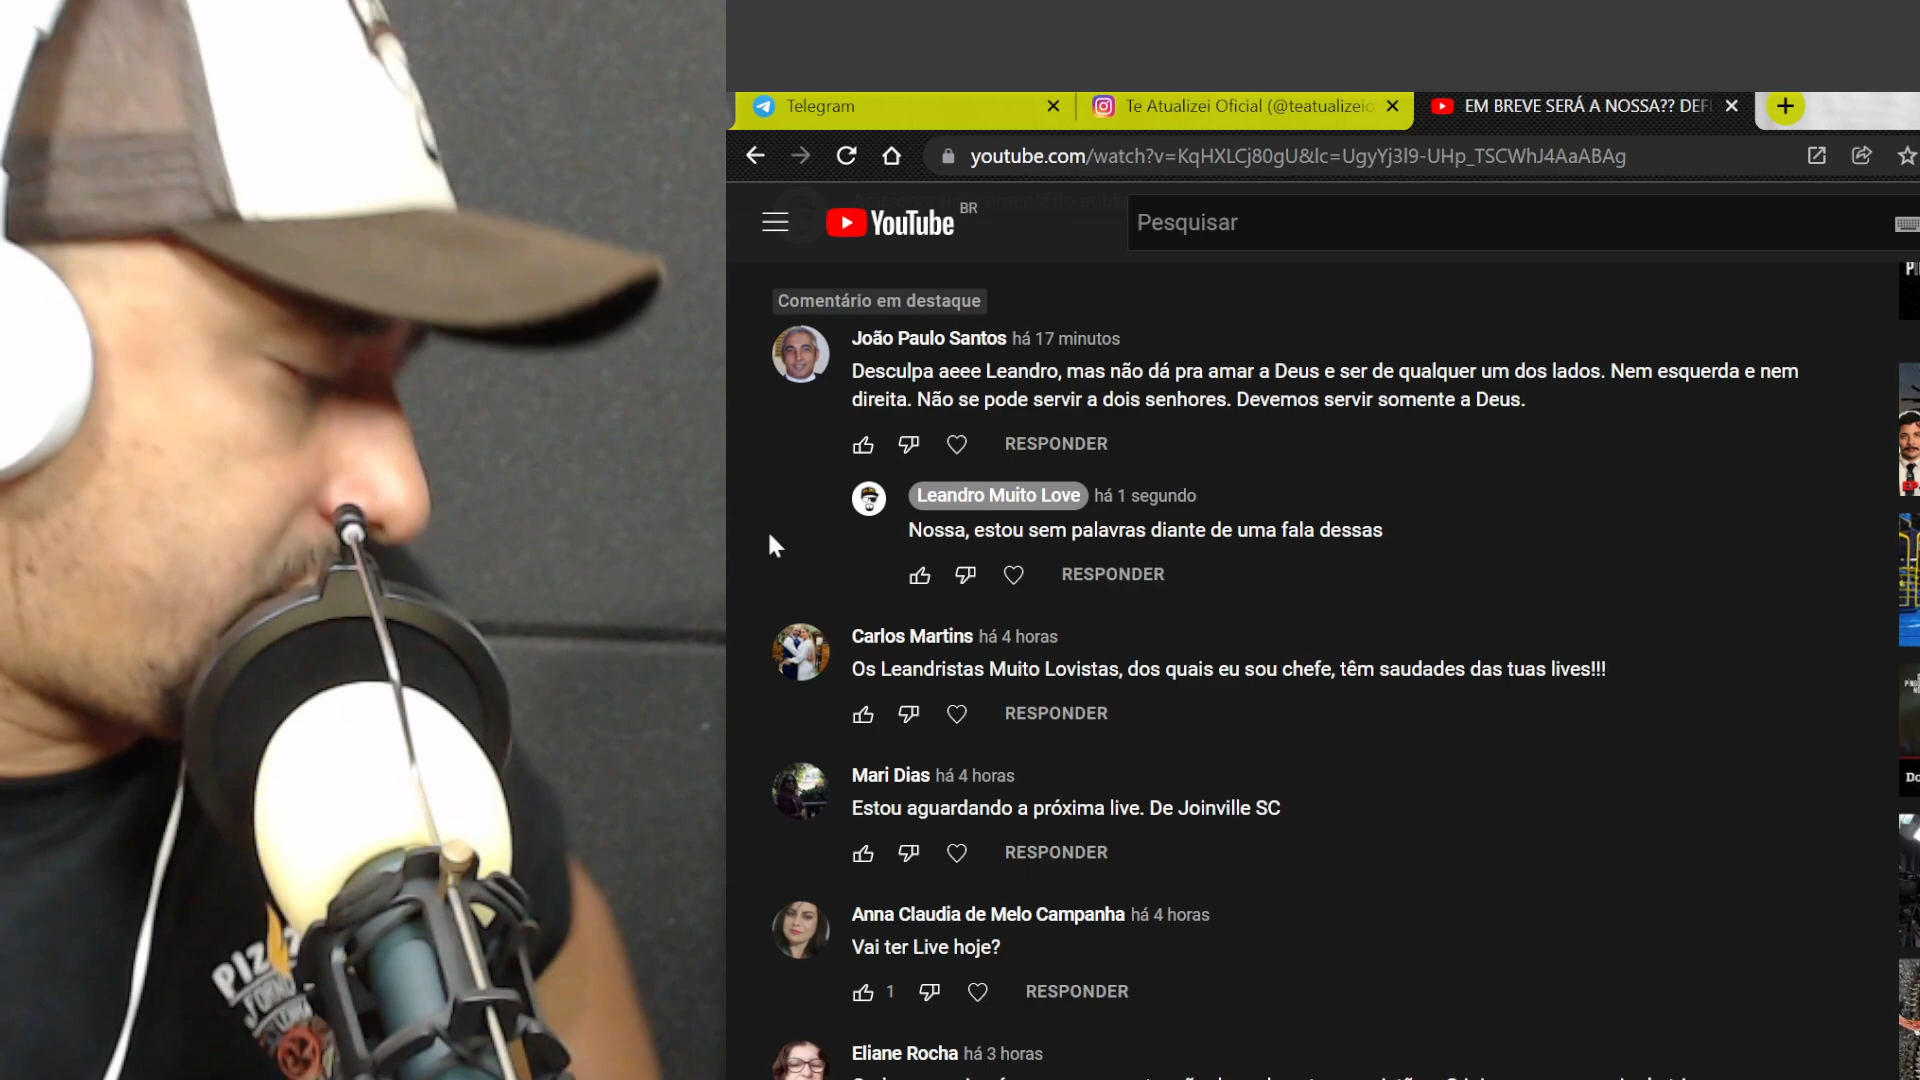 Telegram
Te Atualizei Oficial (@teatualizeio
EM BREVE SERÁ A NOSSA?? DEFI
youtube.com/watch?v=KqHXLCj80gU&lc=UgyYj3l9-UHp_TSCWhJ4AaABAg
YouTube BR
Pesquisar
Comentário em destaque
João Paulo Santos há 17 minutos
Desculpa aeee Leandro, mas não dá pra amar a Deus e ser de qualquer um dos lados. Nem esquerda e nem
direita. Não se pode servir a dois senhores. Devemos servir somente a Deus.
RESPONDER
Leandro Muito Love há 1 segundo
Nossa, estou sem palavras diante de uma fala dessas
RESPONDER
Carlos Martins há 4 horas
Os Leandristas Muito Lovistas, dos quais eu sou chefe, têm saudades das tuas lives!!!
RESPONDER
Mari Dias há 4 horas
Estou aguardando a próxima live. De Joinville SC
RESPONDER
Anna Claudia de Melo Campanha há 4 horas
Vai ter Live hoje?
1 RESPONDER
Eliane Rocha há 3 horas